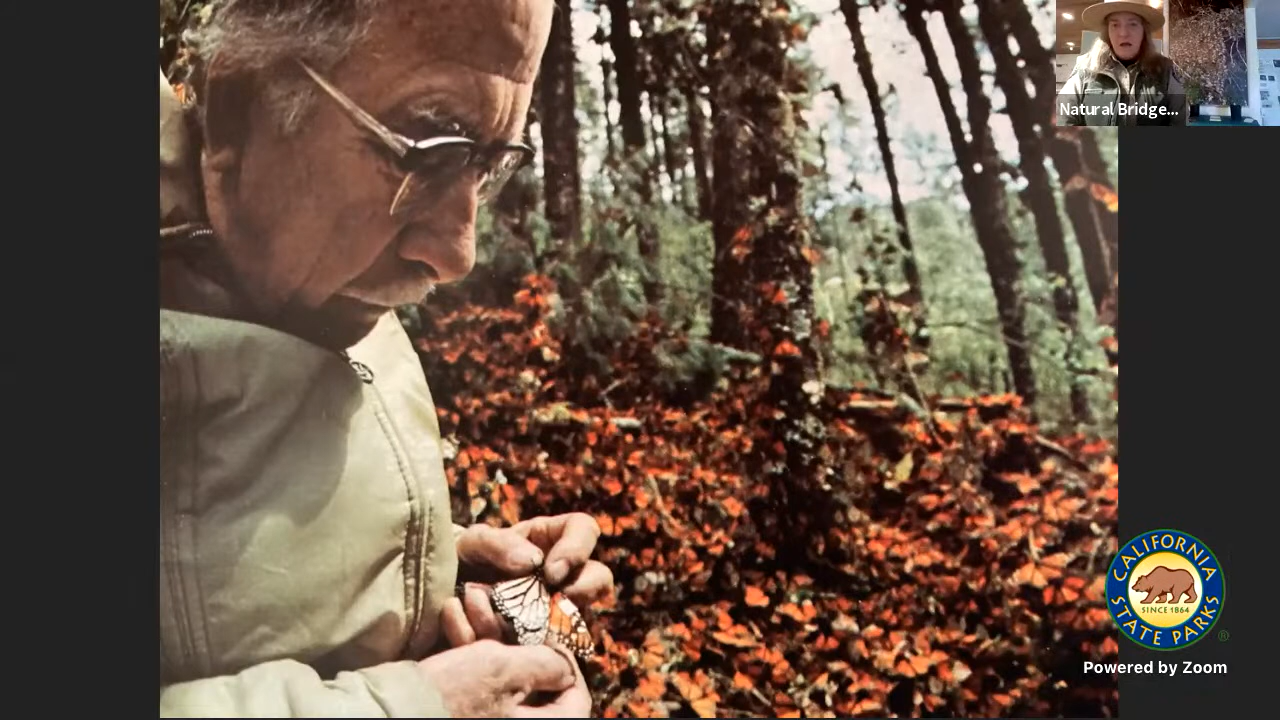 Natural Bridge...
CALIFORNIA
STATE PARKS
SINCE 1864
®
Powered by Zoom